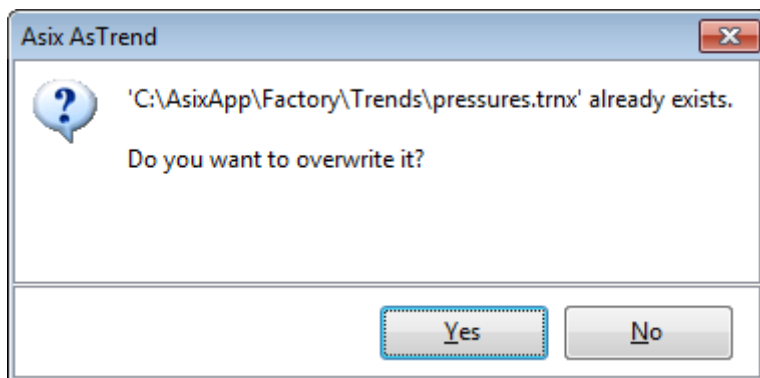 Asix AsTrend
'C:\AsixApp\Factory\Trends\pressures.trnx' already exists.
Do you want to overwrite it?
Yes
No